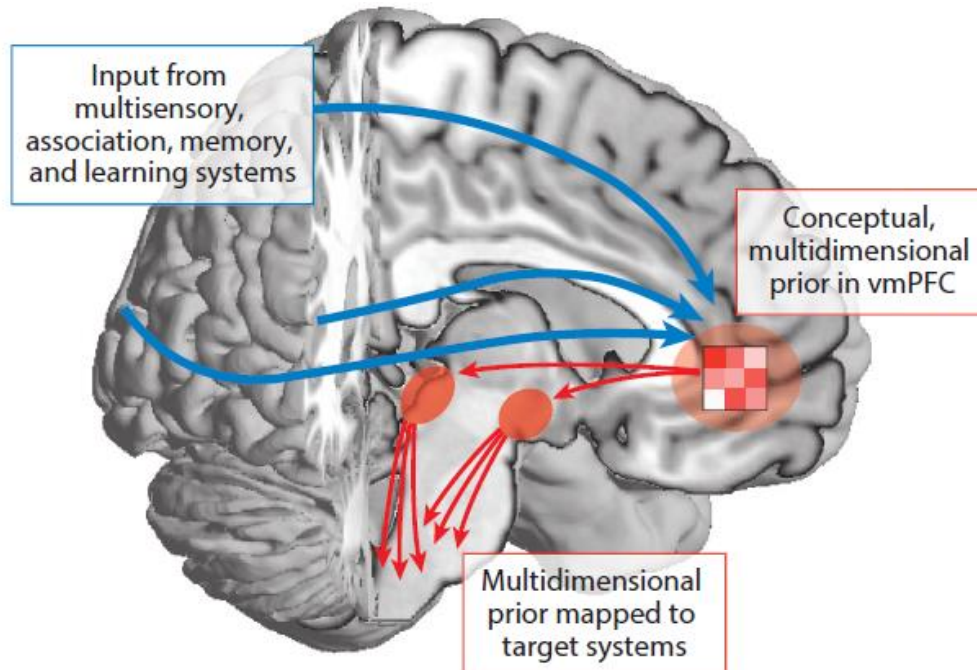 Input from
multisensory,
association, memory,
and learning systems
Conceptual,
multidimensional
prior in vmPFC
Multidimensional
prior mapped to
target systems